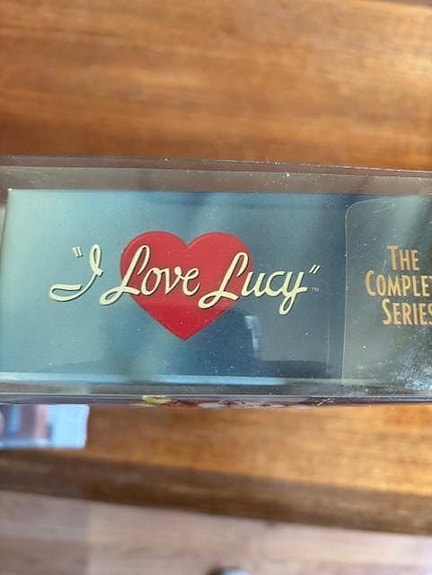 "I Love Lucy"™
THE
COMPLET
SERIES